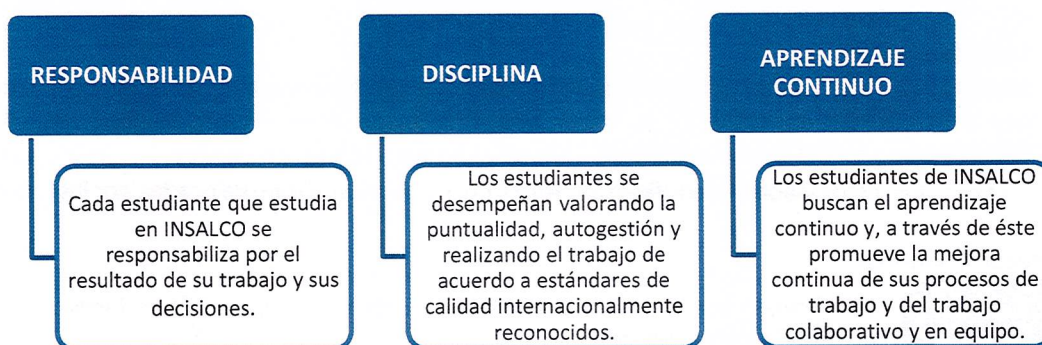 RESPONSABILIDAD
Cada estudiante que estudia
en INSALCO se
responsabiliza por el
resultado de su trabajo y sus
decisiones.
DISCIPLINA
Los estudiantes se
desempeñan valorando la
puntualidad, autogestión y
realizando el trabajo de
acuerdo a estándares de
calidad internacionalmente
reconocidos.
APRENDIZAJE
CONTINUO
Los estudiantes de INSALCO
buscan el aprendizaje
continuo y, a través de éste
promueve la mejora
continua de sus procesos de
trabajo y del trabajo
colaborativo y en equipo.